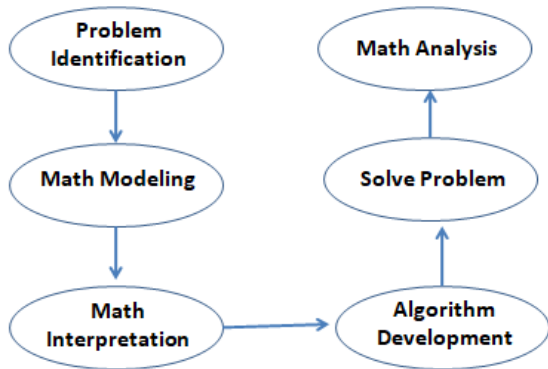 Problem
Identification
Math Modeling
Math
Interpretation
Algorithm
Development
Solve Problem
Math Analysis